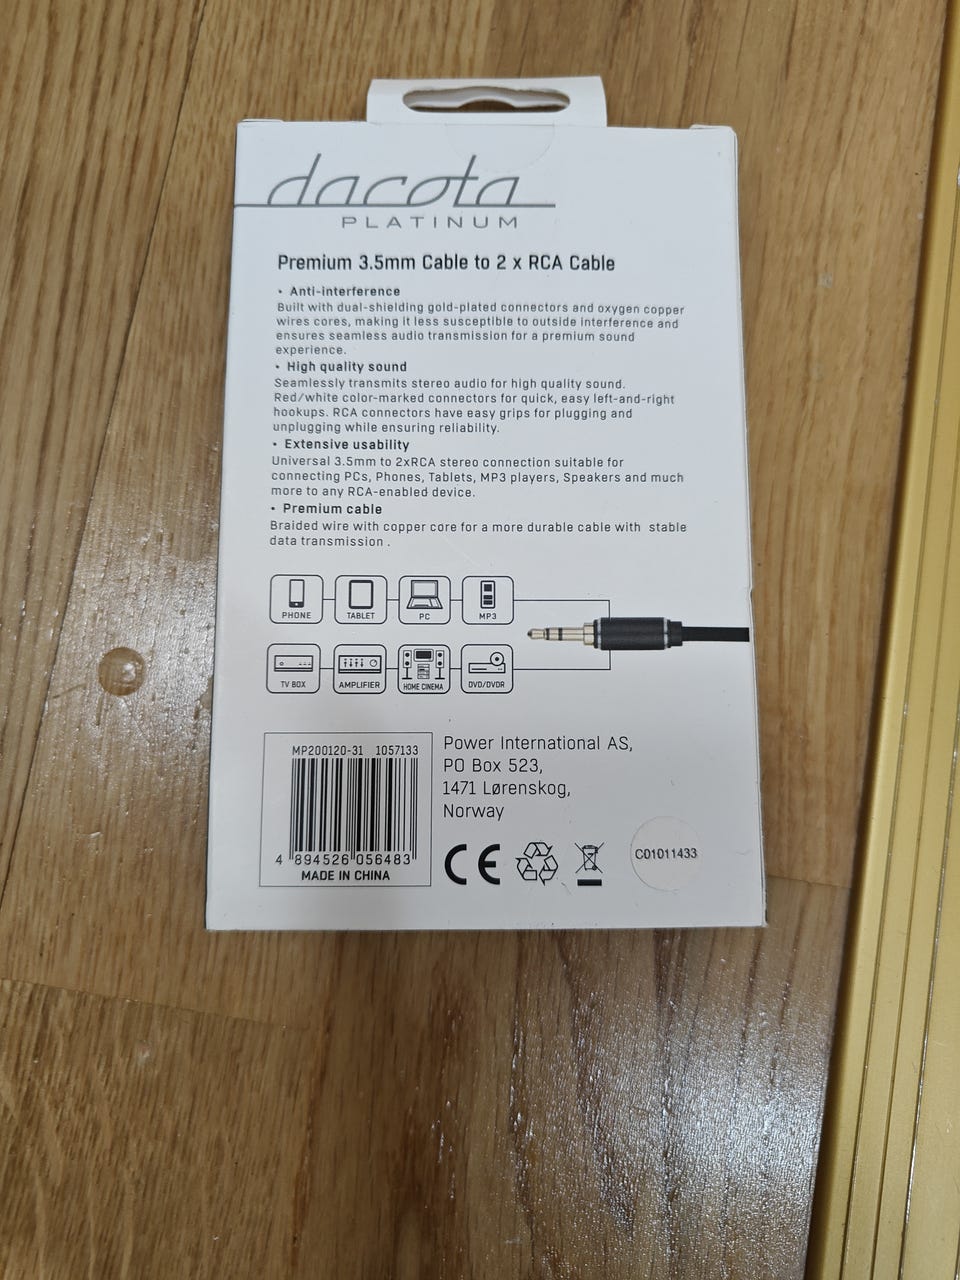 dacota
PLATINUM
Premium 3.5mm Cable to 2 x RCA Cable
• Anti-interference
Built with dual-shielding gold-plated connectors and oxygen copper
wires cores, making it less susceptible to outside interference and
ensures seamless audio transmission for a premium sound
experience.
• High quality sound
Seamlessly transmits stereo audio for high quality sound.
Red/white color-marked connectors for quick, easy left-and-right
hookups. RCA connectors have easy grips for plugging and
unplugging while ensuring reliability.
• Extensive usability
Universal 3.5mm to 2xRCA stereo connection suitable for
connecting PCs, Phones, Tablets, MP3 players, Speakers and much
more to any RCA-enabled device.
• Premium cable
Braided wire with copper core for a more durable cable with stable
data transmission .
PHONE TABLET PC MP3
TV BOX AMPLIFIER HOME CINEMA DVD/DVDR
MP200120-31 1057133
4 894526 056483
MADE IN CHINA
Power International AS,
PO Box 523,
1471 Lørenskog,
Norway
CE
C01011433